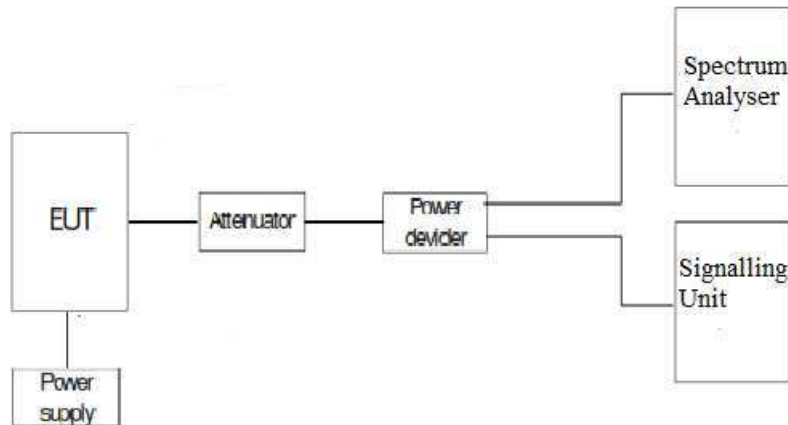 Spectrum
Analyser
EUT
Attenuator
Power
devider
Signalling
Unit
Power
supply